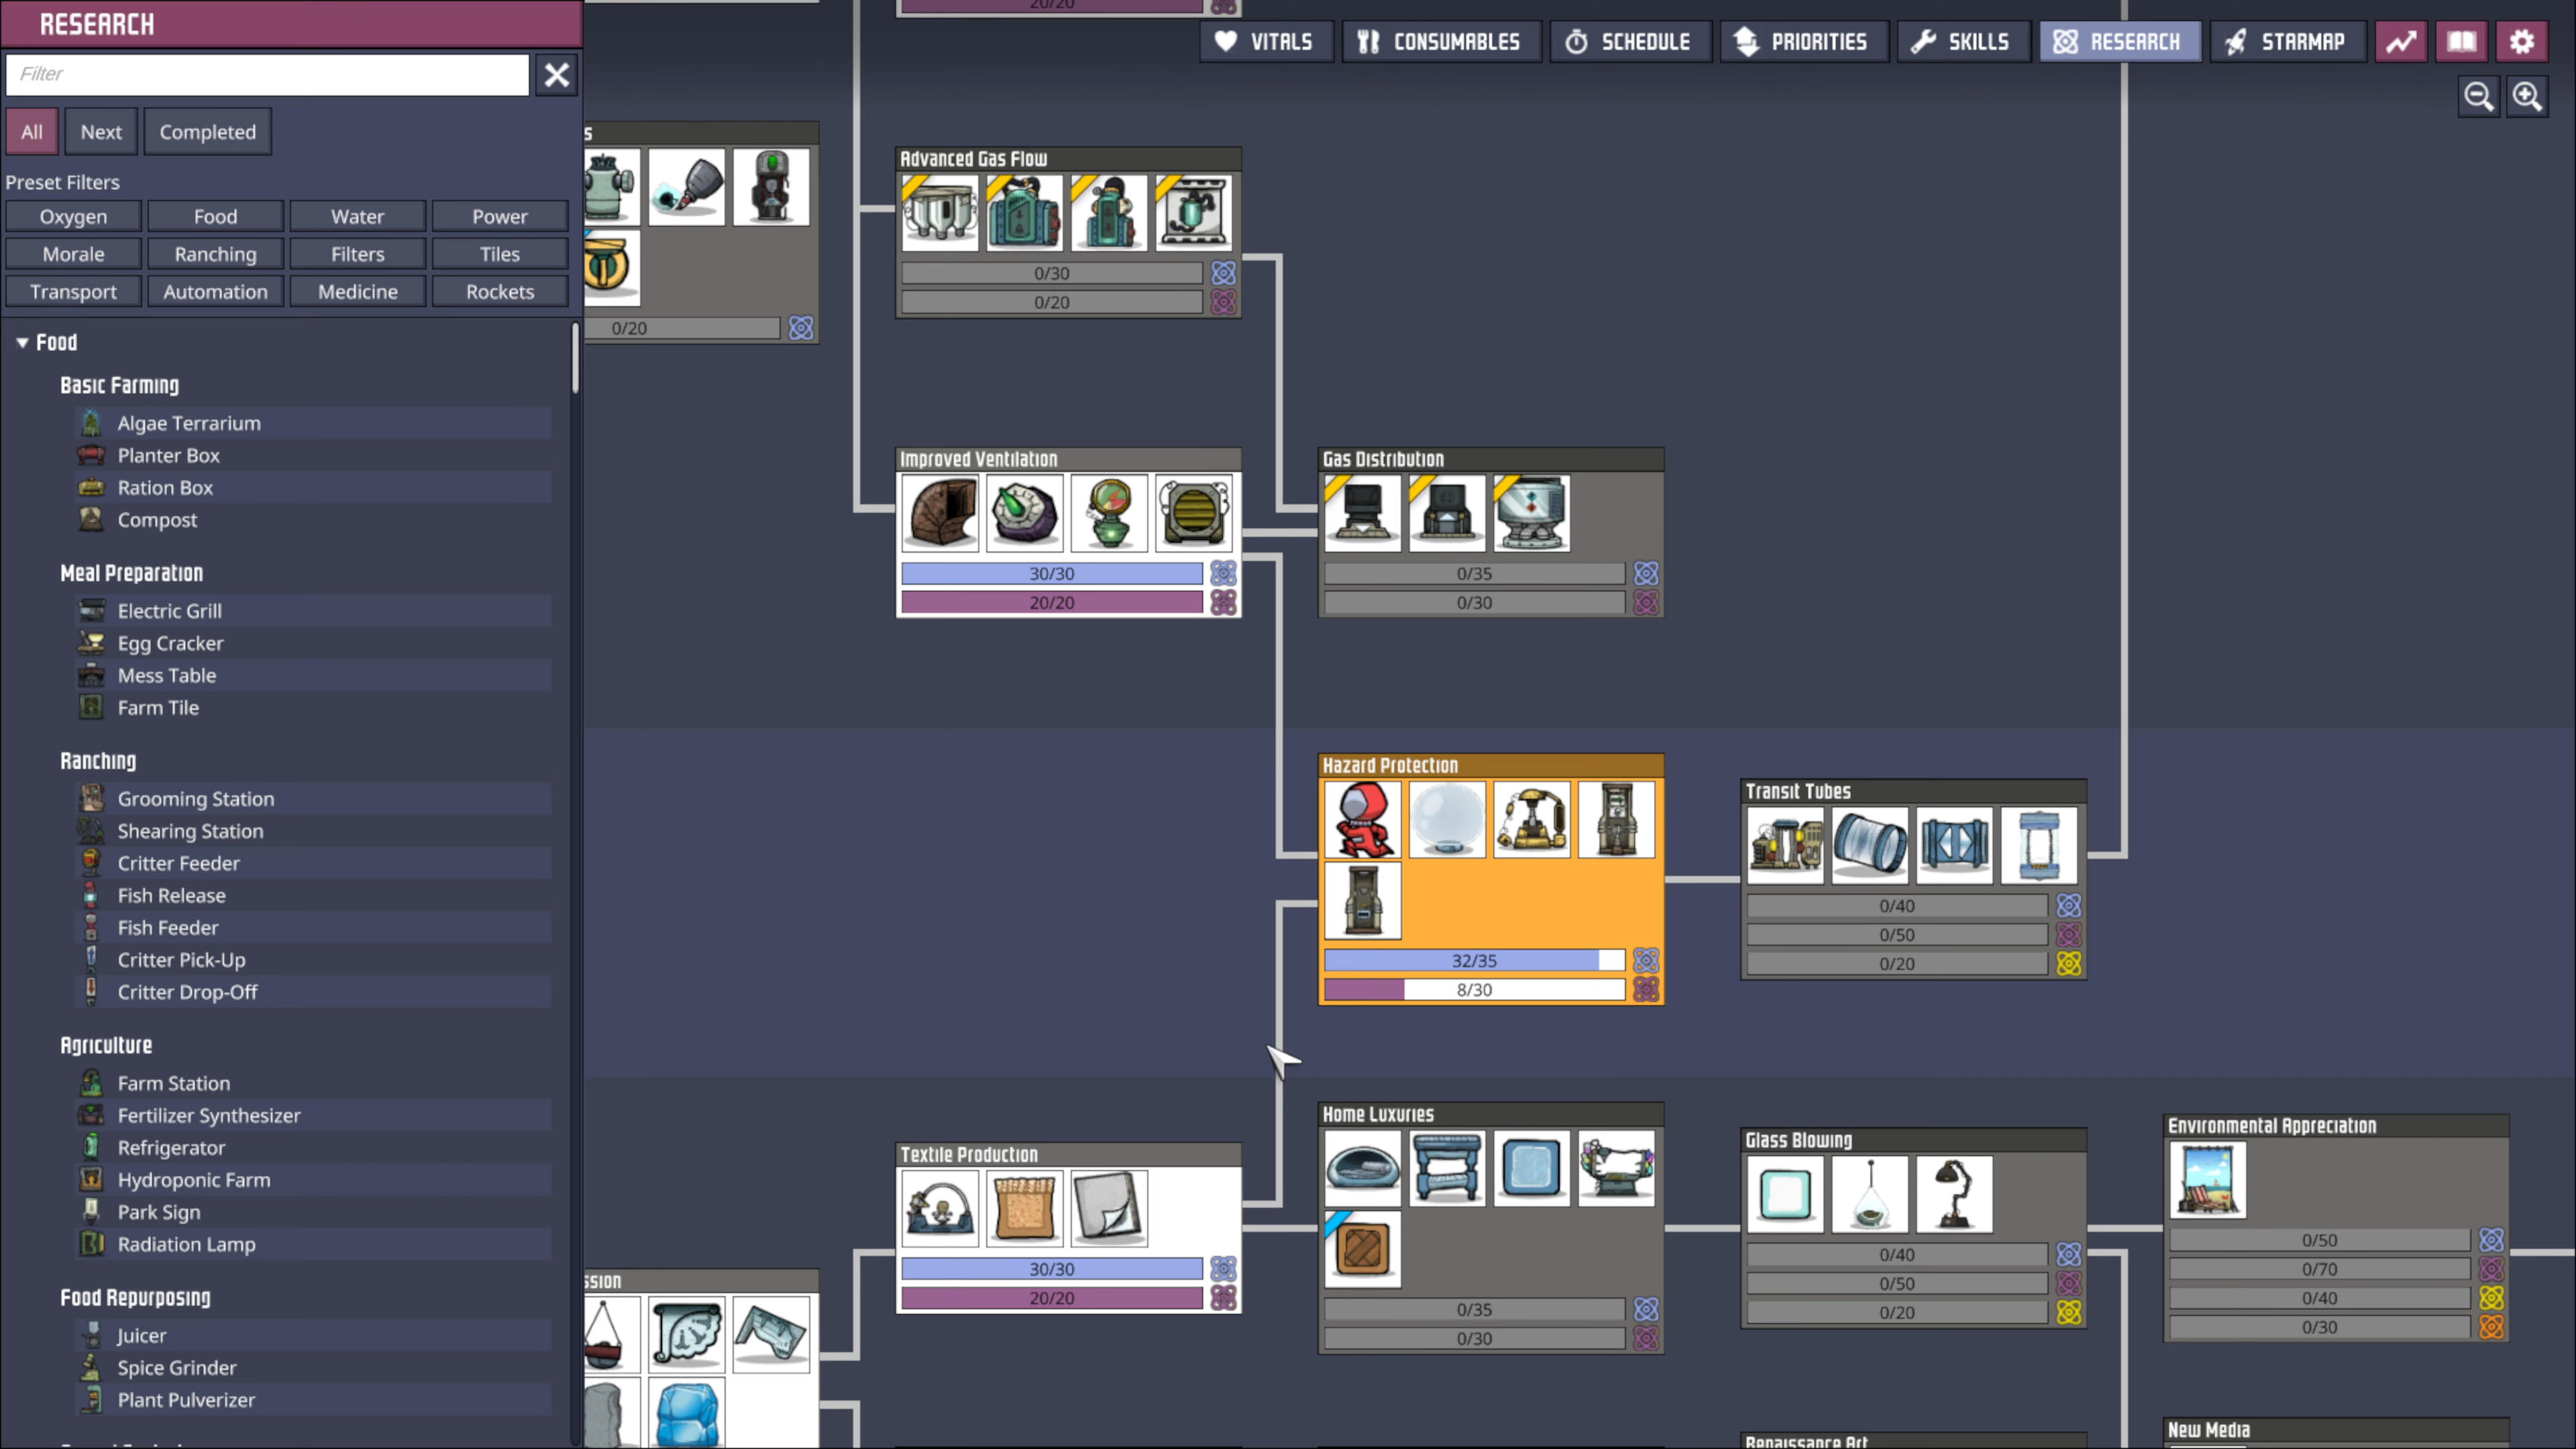 RESEARCH
Filter
All Next Completed
Preset Filters
Oxygen Food Water Power
Morale Ranching Filters Tiles
Transport Automation Medicine Rockets
Food
Basic Farming
Algae Terrarium
Planter Box
Ration Box
Compost
Meal Preparation
Electric Grill
Egg Cracker
Mess Table
Farm Tile
Ranching
Grooming Station
Shearing Station
Critter Feeder
Fish Release
Fish Feeder
Critter Pick-Up
Critter Drop-Off
Agriculture
Farm Station
Fertilizer Synthesizer
Refrigerator
Hydroponic Farm
Park Sign
Radiation Lamp
Food Repurposing
Juicer
Spice Grinder
Plant Pulverizer
VITALS CONSUMABLES SCHEDULE PRIORITIES SKILLS RESEARCH STARMAP
20/20
s
0/20
Advanced Gas Flow
0/30
0/20
Improved Ventilation
30/30
20/20
Gas Distribution
0/35
0/30
Hazard Protection
32/35
8/30
Transit Tubes
0/40
0/50
0/20
ssion
Textile Production
30/30
20/20
Home Luxuries
0/35
0/30
Glass Blowing
0/40
0/50
0/20
Environmental Appreciation
0/50
0/70
0/40
0/30
Renaissance Art
New Media